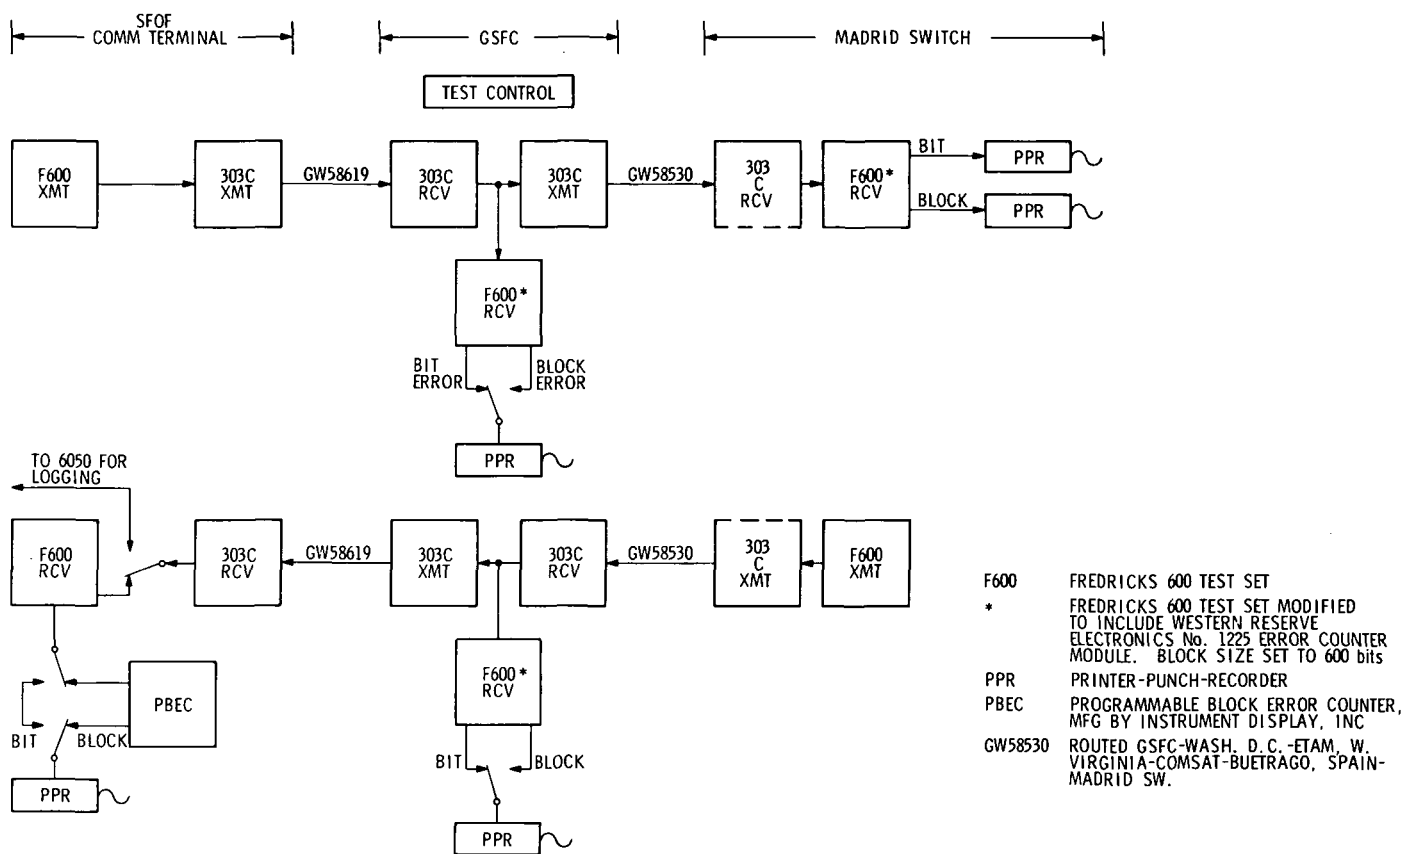 SFOF
COMM TERMINAL
GSFC
MADRID SWITCH
TEST CONTROL
F600
XMT
303C
XMT
GW58619
303C
RCV
303C
XMT
GW58530
303
C
RCV
F600*
RCV
BIT
PPR
BLOCK
PPR
F600*
RCV
BIT
ERROR
BLOCK
ERROR
PPR
TO 6050 FOR
LOGGING
F600
RCV
303C
RCV
GW58619
303C
XMT
303C
RCV
GW58530
303
C
XMT
F600
XMT
PBEC
BIT
BLOCK
PPR
F600*
RCV
BIT
BLOCK
PPR
F600 FREDRICKS 600 TEST SET
* FREDRICKS 600 TEST SET MODIFIED
TO INCLUDE WESTERN RESERVE
ELECTRONICS No. 1225 ERROR COUNTER
MODULE. BLOCK SIZE SET TO 600 bits
PPR PRINTER-PUNCH-RECORDER
PBEC PROGRAMMABLE BLOCK ERROR COUNTER,
MFG BY INSTRUMENT DISPLAY, INC
GW58530 ROUTED GSFC-WASH. D.C.-ETAM, W.
VIRGINIA-COMSAT-BUETRAGO, SPAIN-
MADRID SW.